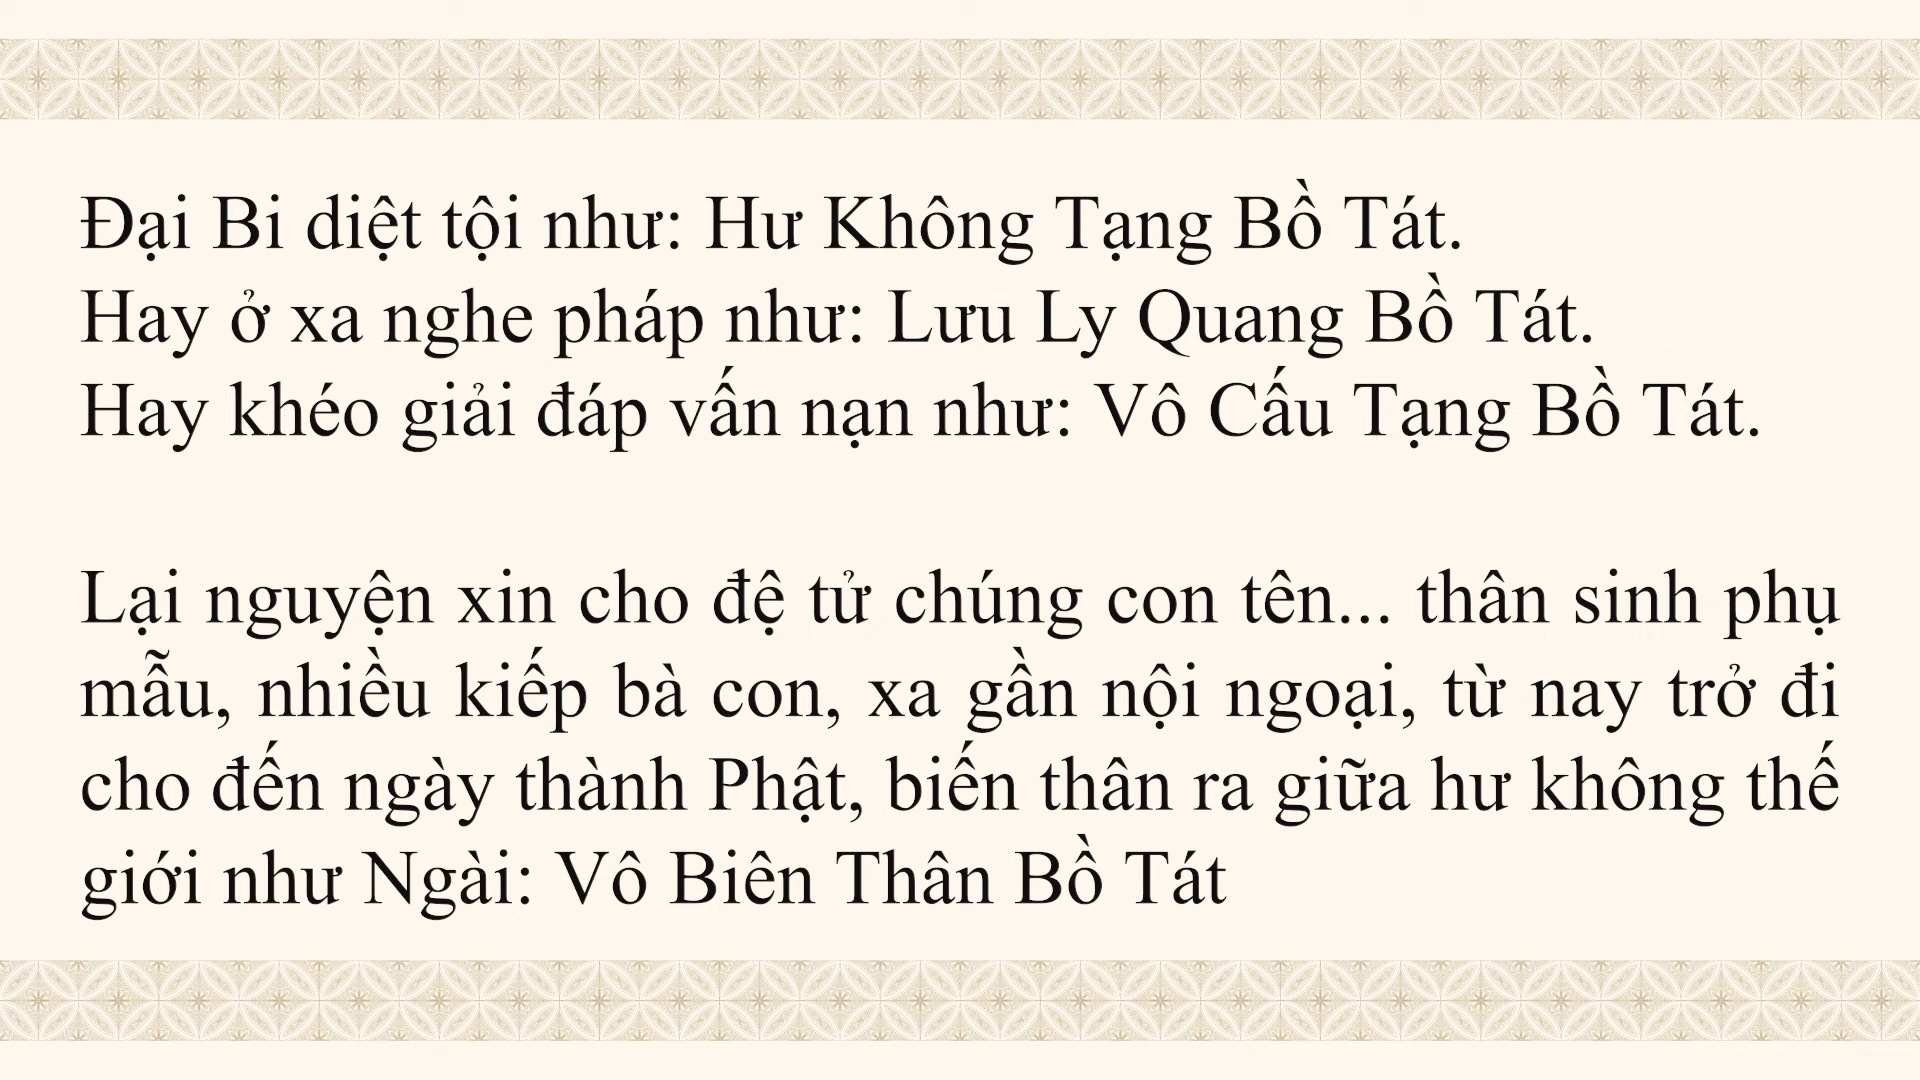 Đại Bi diệt tội như: Hư Không Tạng Bồ Tát.
Hay ở xa nghe pháp như: Lưu Ly Quang Bồ Tát.
Hay khéo giải đáp vấn nạn như: Vô Cấu Tạng Bồ Tát.
Lại nguyện xin cho đệ tử chúng con tên... thân sinh phụ
mẫu, nhiều kiếp bà con, xa gần nội ngoại, từ nay trở đi
cho đến ngày thành Phật, biến thân ra giữa hư không thế
giới như Ngài: Vô Biên Thân Bồ Tát